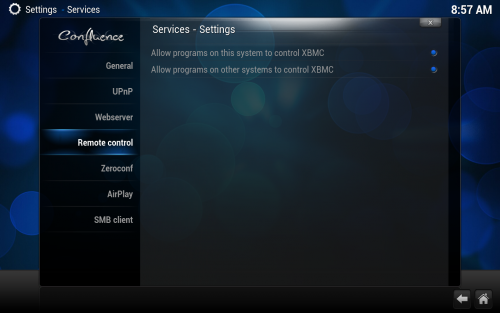 Settings · Services
8:57 AM
Confluence
Services - Settings
x
General
UPnP
Webserver
Remote control
Zeroconf
AirPlay
SMB client
Allow programs on this system to control XBMC
Allow programs on other systems to control XBMC